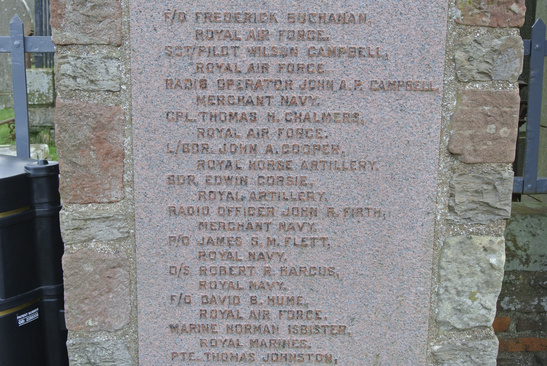 F/O FREDERICK BUCHANAN,
ROYAL AIR FORCE.
SGT/PILOT WILSON CAMPBELL,
ROYAL AIR FORCE.
RADIO OPERATOR JOHN A.P. CAMPBELL,
MERCHANT NAVY.
CPL. THOMAS H. CHALMERS,
ROYAL AIR FORCE.
L/BDR. JOHN A. COOPER,
ROYAL HORSE ARTILLERY.
BDR. EDWIN CORSIE,
ROYAL ARTILLERY.
RADIO OFFICER JOHN R. FIRTH,
MERCHANT NAVY.
P/O JAMES S.M. FLETT,
ROYAL NAVY.
O/S ROBERT R. HARCUS,
ROYAL NAVY.
F/O DAVID B. HUME,
ROYAL AIR FORCE.
MARINE NORMAN ISBISTER,
ROYAL MARINES.
PTE. THOMAS JOHNSTON,